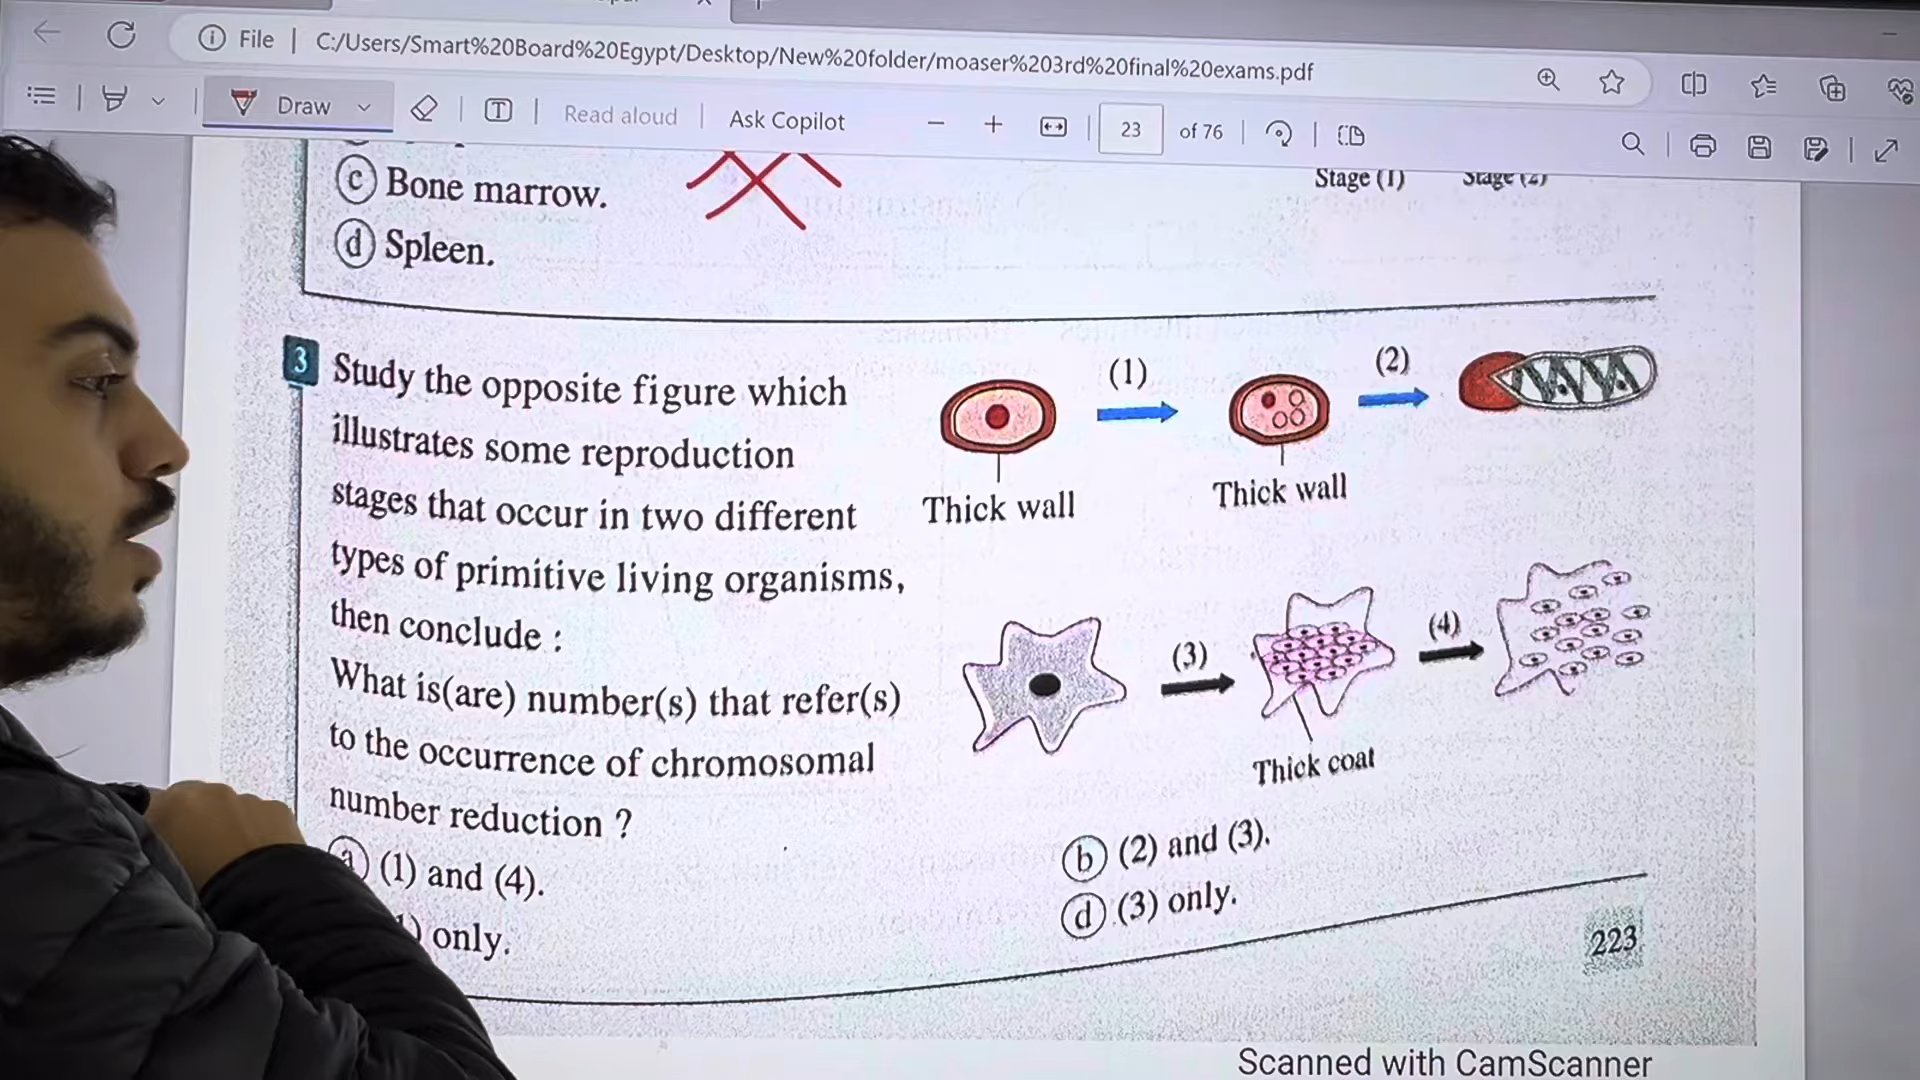 File | C:/Users/Smart%20Board%20Egypt/Desktop/New%20folder/moaser%203rd%20final%20exams.pdf
Draw
T
Read aloud
Ask Copilot
23
of 76
c Bone marrow.
d Spleen.
Stage (1)
Stage (2)
3 Study the opposite figure which
illustrates some reproduction
stages that occur in two different
types of primitive living organisms,
then conclude :
What is(are) number(s) that refer(s)
to the occurrence of chromosomal
number reduction ?
(1)
(2)
Thick wall
Thick wall
(3)
(4)
Thick coat
a (1) and (4).
b (2) and (3).
only.
d (3) only.
223
Scanned with CamScanner